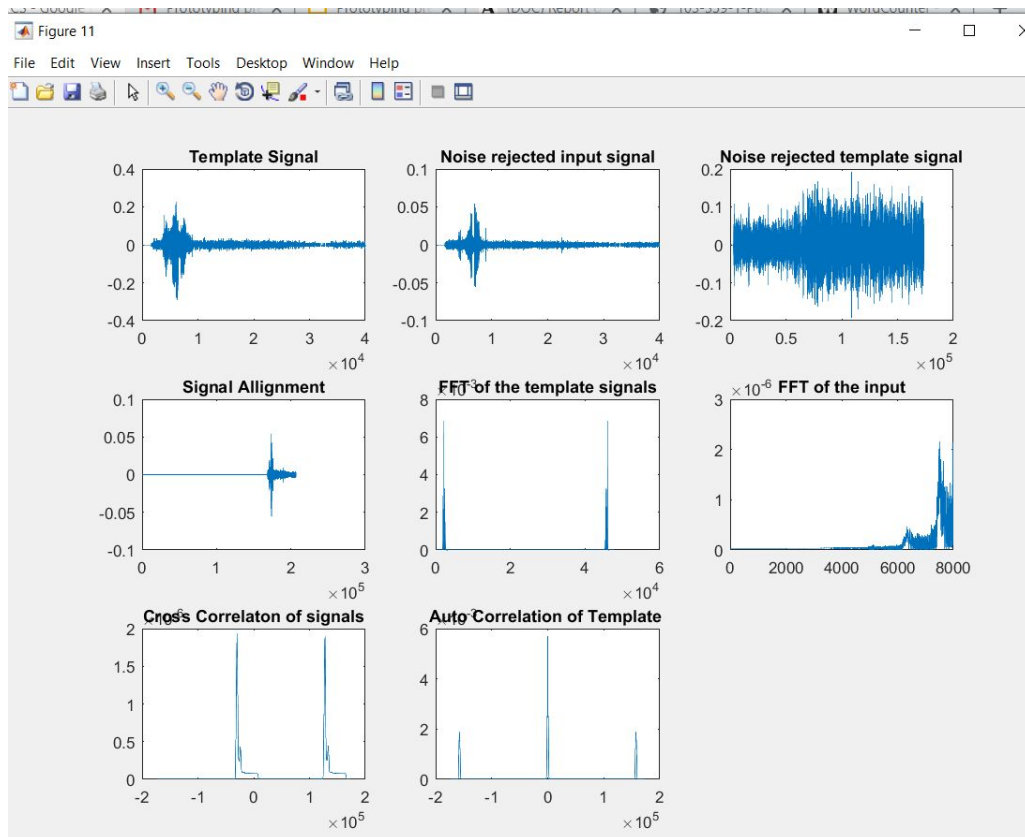 Figure 11
File Edit View Insert Tools Desktop Window Help
Template Signal
0.4
0.2
0
-0.2
-0.4
0 1 2 3 4
×10^4
Noise rejected input signal
0.1
0.05
0
-0.05
-0.1
0 1 2 3 4
×10^4
Noise rejected template signal
0.2
0.1
0
-0.1
-0.2
0 0.5 1 1.5 2
×10^5
Signal Allignment
0.1
0.05
0
-0.05
-0.1
0 1 2 3
×10^5
FFT of the template signals
8
6
4
2
0
0 2 4 6
×10^4
×10^-6
FFT of the input
3
2
1
0
0 2000 4000 6000 8000
Cross Correlaton of signals
2
1.5
1
0.5
0
-2 -1 0 1 2
×10^5
Auto Correlation of Template
6
4
2
0
-2 -1 0 1 2
×10^5